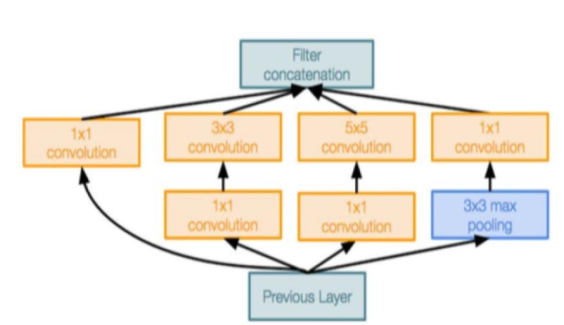 Filter
concatenation
1x1
convolution
3x3
convolution
5x5
convolution
1x1
convolution
1x1
convolution
1x1
convolution
3x3 max
pooling
Previous Layer